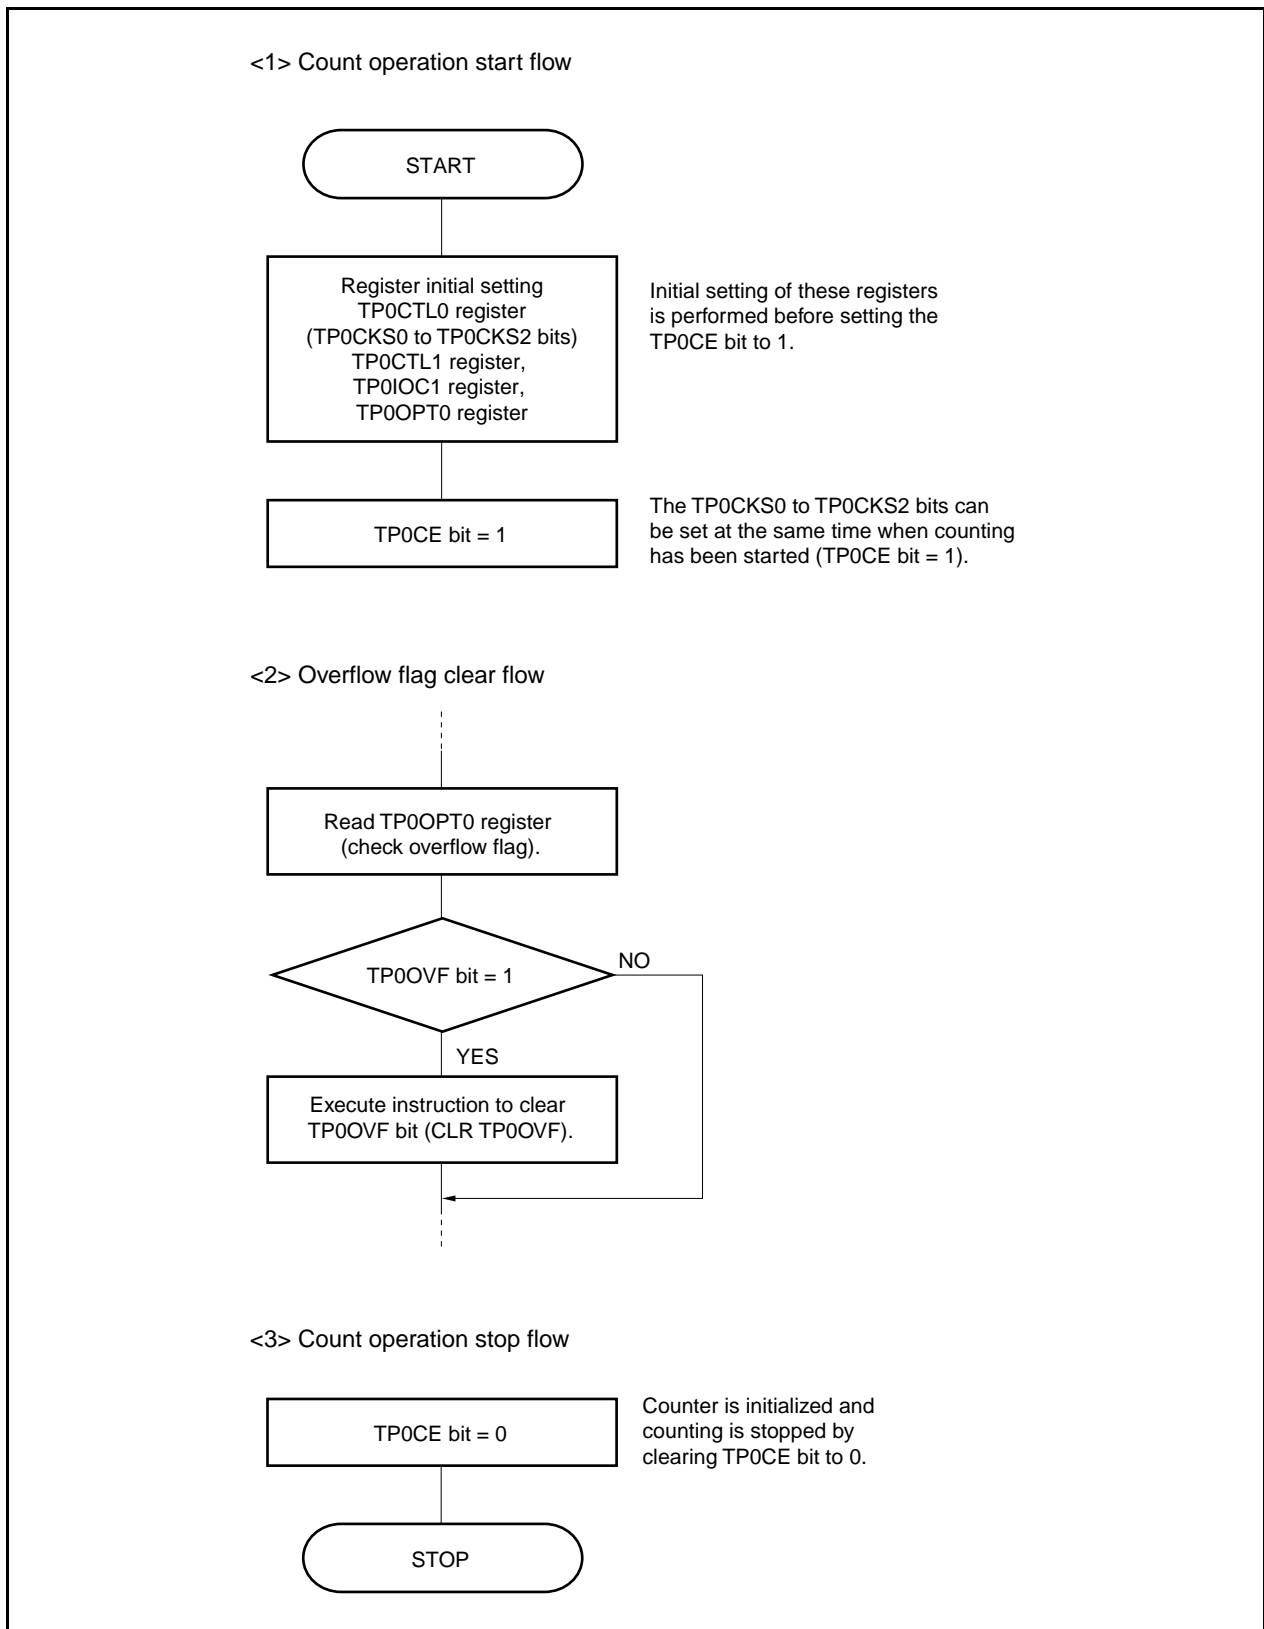 <1> Count operation start flow
START
Register initial setting
TP0CTL0 register
(TP0CKS0 to TP0CKS2 bits)
TP0CTL1 register,
TP0IOC1 register,
TP0OPT0 register
Initial setting of these registers
is performed before setting the
TP0CE bit to 1.
TP0CE bit = 1
The TP0CKS0 to TP0CKS2 bits can
be set at the same time when counting
has been started (TP0CE bit = 1).
<2> Overflow flag clear flow
Read TP0OPT0 register
(check overflow flag).
TP0OVF bit = 1
NO
YES
Execute instruction to clear
TP0OVF bit (CLR TP0OVF).
<3> Count operation stop flow
TP0CE bit = 0
Counter is initialized and
counting is stopped by
clearing TP0CE bit to 0.
STOP